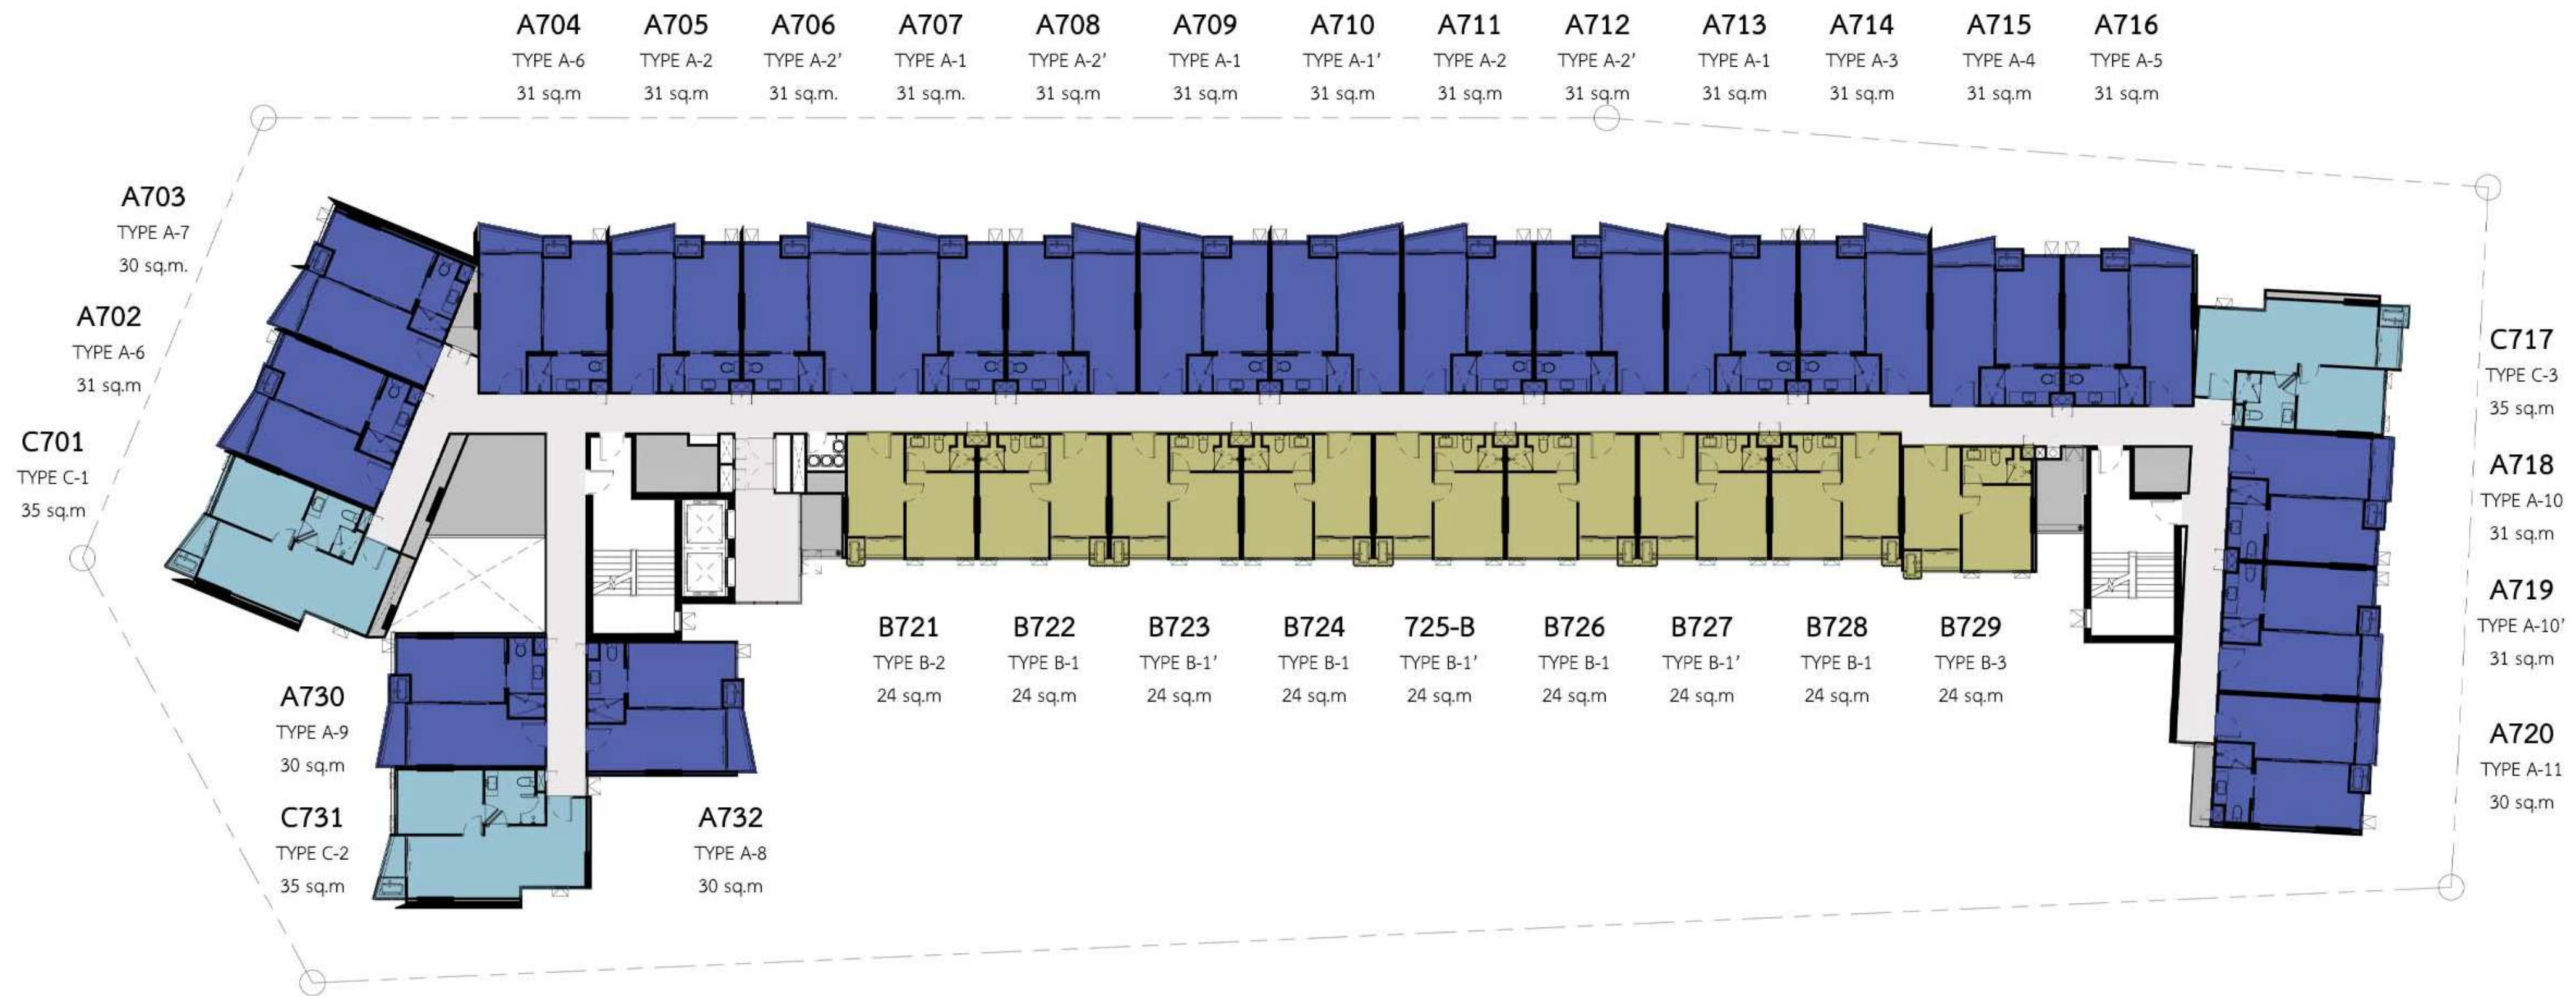 A704
TYPE A-6
31 sq.m
A705
TYPE A-2
31 sq.m
A706
TYPE A-2'
31 sq.m.
A707
TYPE A-1
31 sq.m.
A708
TYPE A-2'
31 sq.m
A709
TYPE A-1
31 sq.m
A710
TYPE A-1'
31 sq.m
A711
TYPE A-2
31 sq.m
A712
TYPE A-2'
31 sq.m
A713
TYPE A-1
31 sq.m
A714
TYPE A-3
31 sq.m
A715
TYPE A-4
31 sq.m
A716
TYPE A-5
31 sq.m
A703
TYPE A-7
30 sq.m.
A702
TYPE A-6
31 sq.m
C701
TYPE C-1
35 sq.m
C717
TYPE C-3
35 sq.m
A718
TYPE A-10
31 sq.m
A719
TYPE A-10'
31 sq.m
A720
TYPE A-11
30 sq.m
B721
TYPE B-2
24 sq.m
B722
TYPE B-1
24 sq.m
B723
TYPE B-1'
24 sq.m
B724
TYPE B-1
24 sq.m
725-B
TYPE B-1'
24 sq.m
B726
TYPE B-1
24 sq.m
B727
TYPE B-1'
24 sq.m
B728
TYPE B-1
24 sq.m
B729
TYPE B-3
24 sq.m
A730
TYPE A-9
30 sq.m
C731
TYPE C-2
35 sq.m
A732
TYPE A-8
30 sq.m